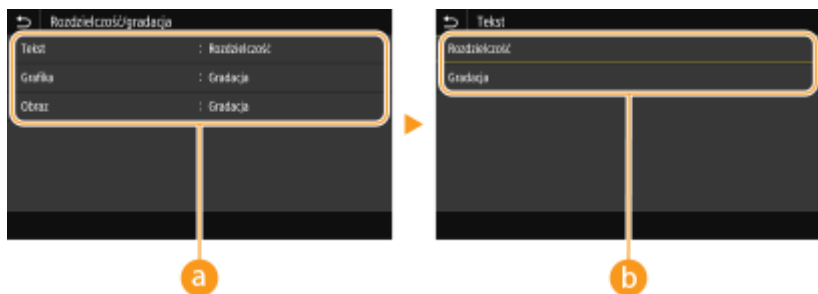 Rozdzielczość/gradacja
Tekst : Rozdzielczość
Grafika : Gradacja
Obraz : Gradacja
a
Tekst
Rozdzielczość
Gradacja
b